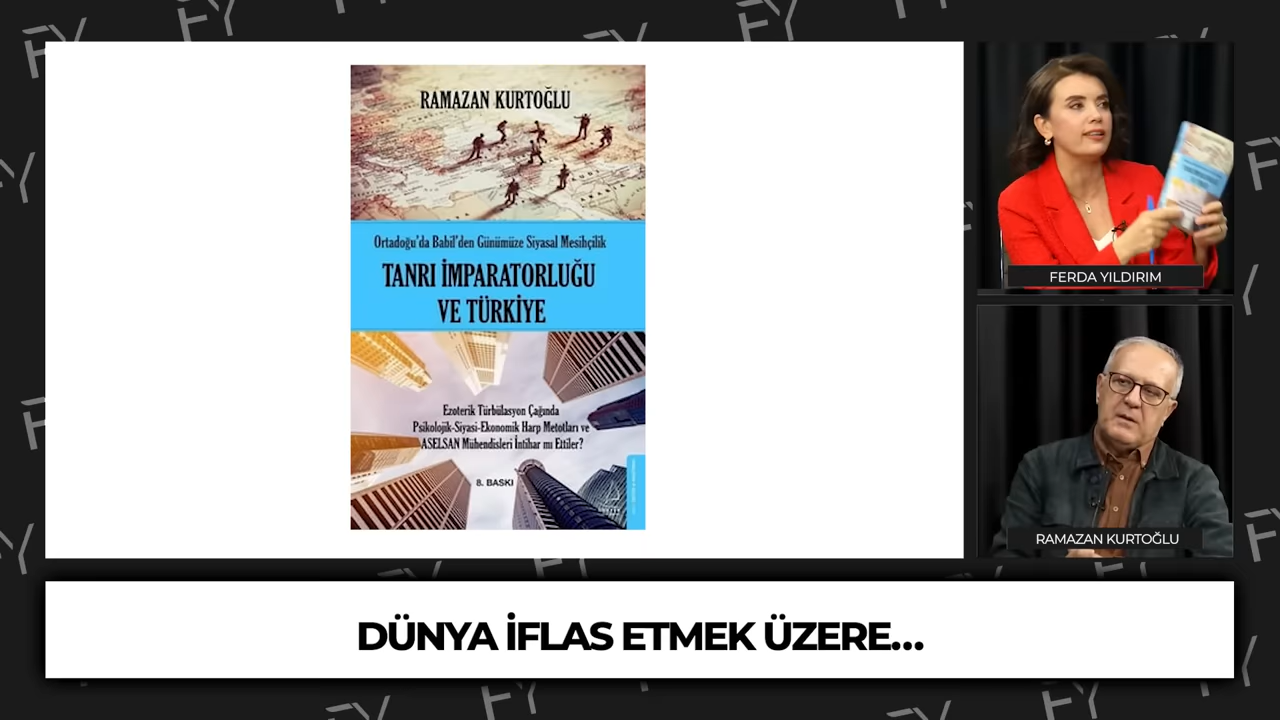 RAMAZAN KURTOĞLU
Ortadoğu'da Babil'den Günümüze Siyasal Mesihçilik
TANRI İMPARATORLUĞU
VE TÜRKİYE
Ezoterik Türbülasyon Çağında
Psikolojik-Siyasi-Ekonomik Harp Metotları ve
ASELSAN Mühendisleri İntihar mı Ettiler?
8. BASKI
FERDA YILDIRIM
RAMAZAN KURTOĞLU
DÜNYA İFLAS ETMEK ÜZERE...